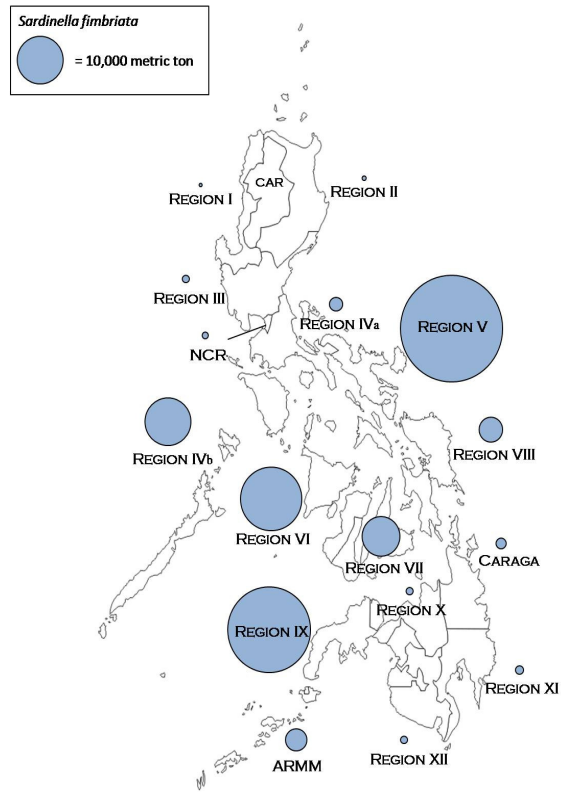 Sardinella fimbriata
= 10,000 metric ton
CAR
REGION I
REGION II
REGION III
REGION IVa
REGION V
NCR
REGION IVb
REGION VIII
REGION VI
REGION VII
CARAGA
REGION X
REGION IX
REGION XI
REGION XII
ARMM